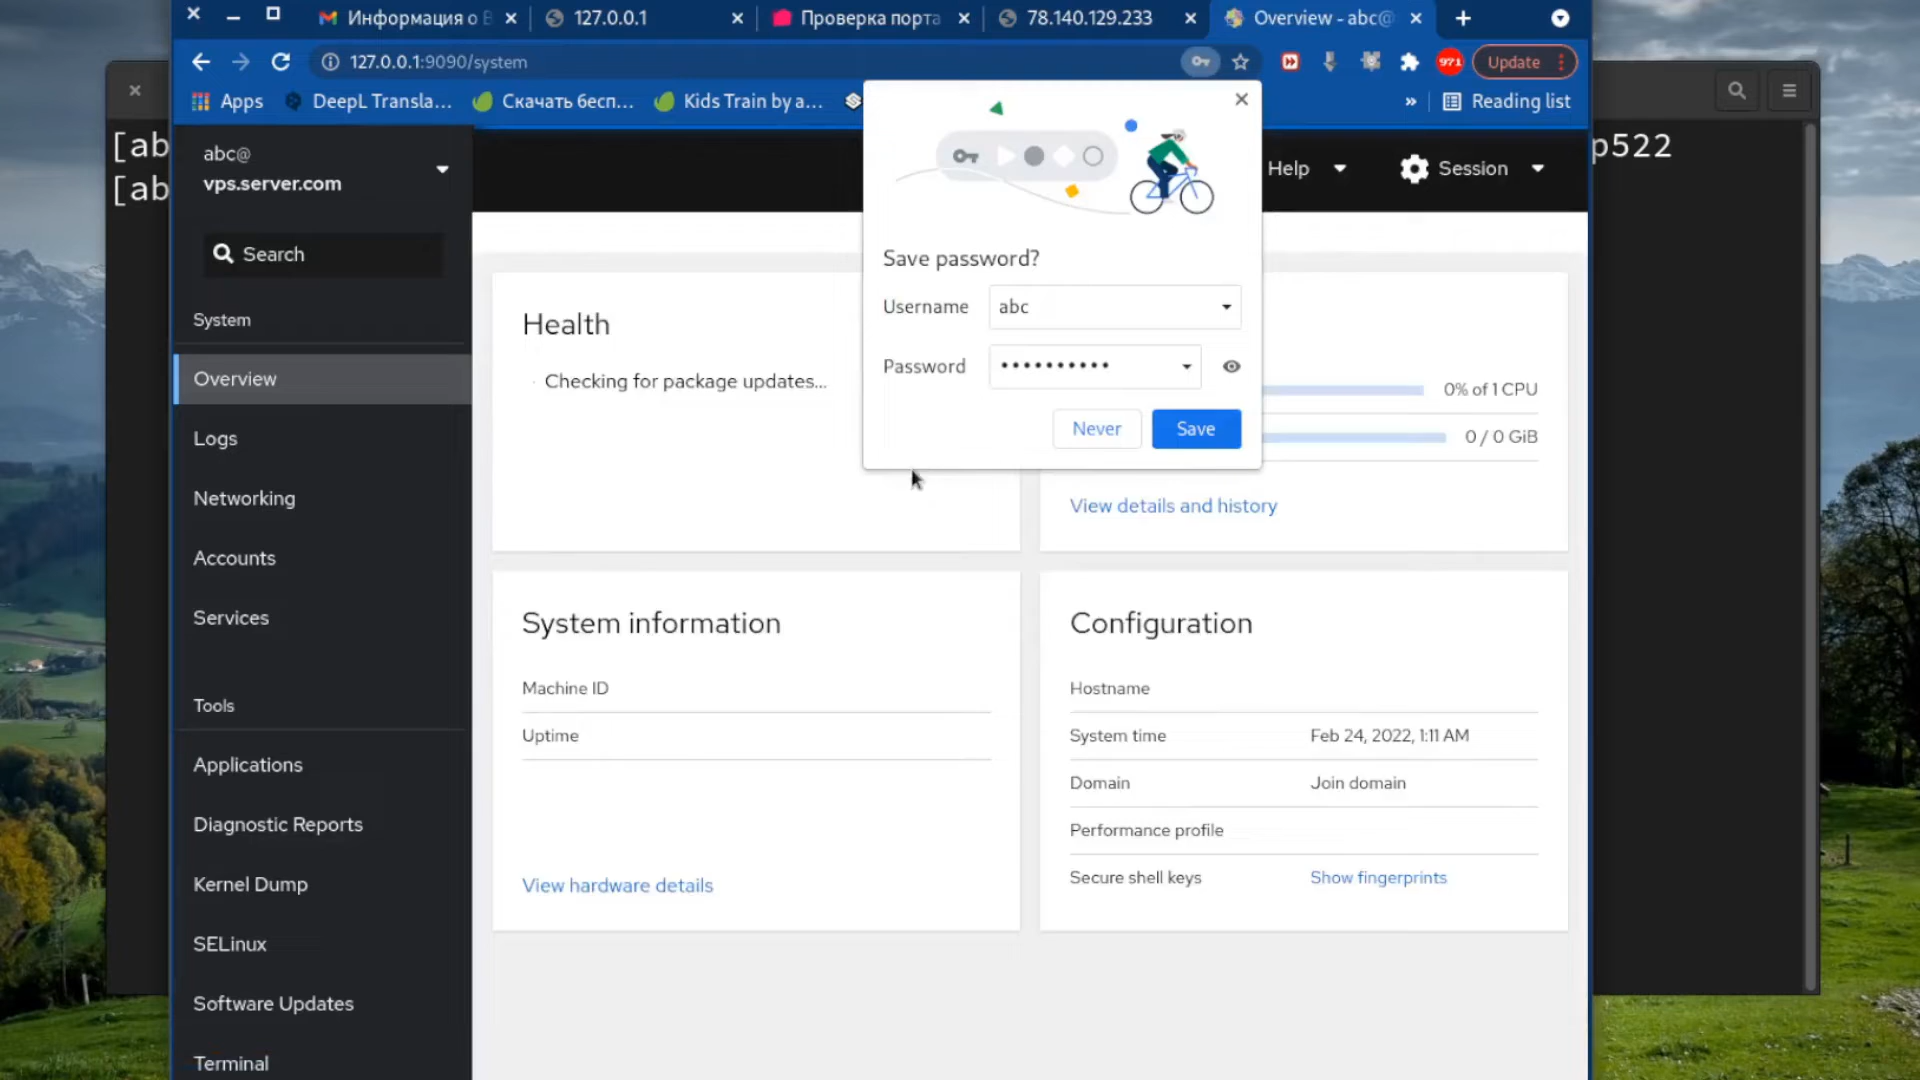 Информация о В
127.0.0.1
Проверка порта
78.140.129.233
Overview - abc@
127.0.0.1:9090/system
971
Update
Apps
DeepL Transla...
Скачать бесп...
Kids Train by a...
»
Reading list
[ab
p522
[ab
abc@
vps.server.com
Search
System
Overview
Logs
Networking
Accounts
Services
Tools
Applications
Diagnostic Reports
Kernel Dump
SELinux
Software Updates
Terminal
Help
Session
Save password?
Username
abc
Password
••••••••••
Never
Save
Health
Checking for package updates...
0% of 1 CPU
0 / 0 GiB
View details and history
System information
Machine ID
Uptime
View hardware details
Configuration
Hostname
System time
Feb 24, 2022, 1:11 AM
Domain
Join domain
Performance profile
Secure shell keys
Show fingerprints